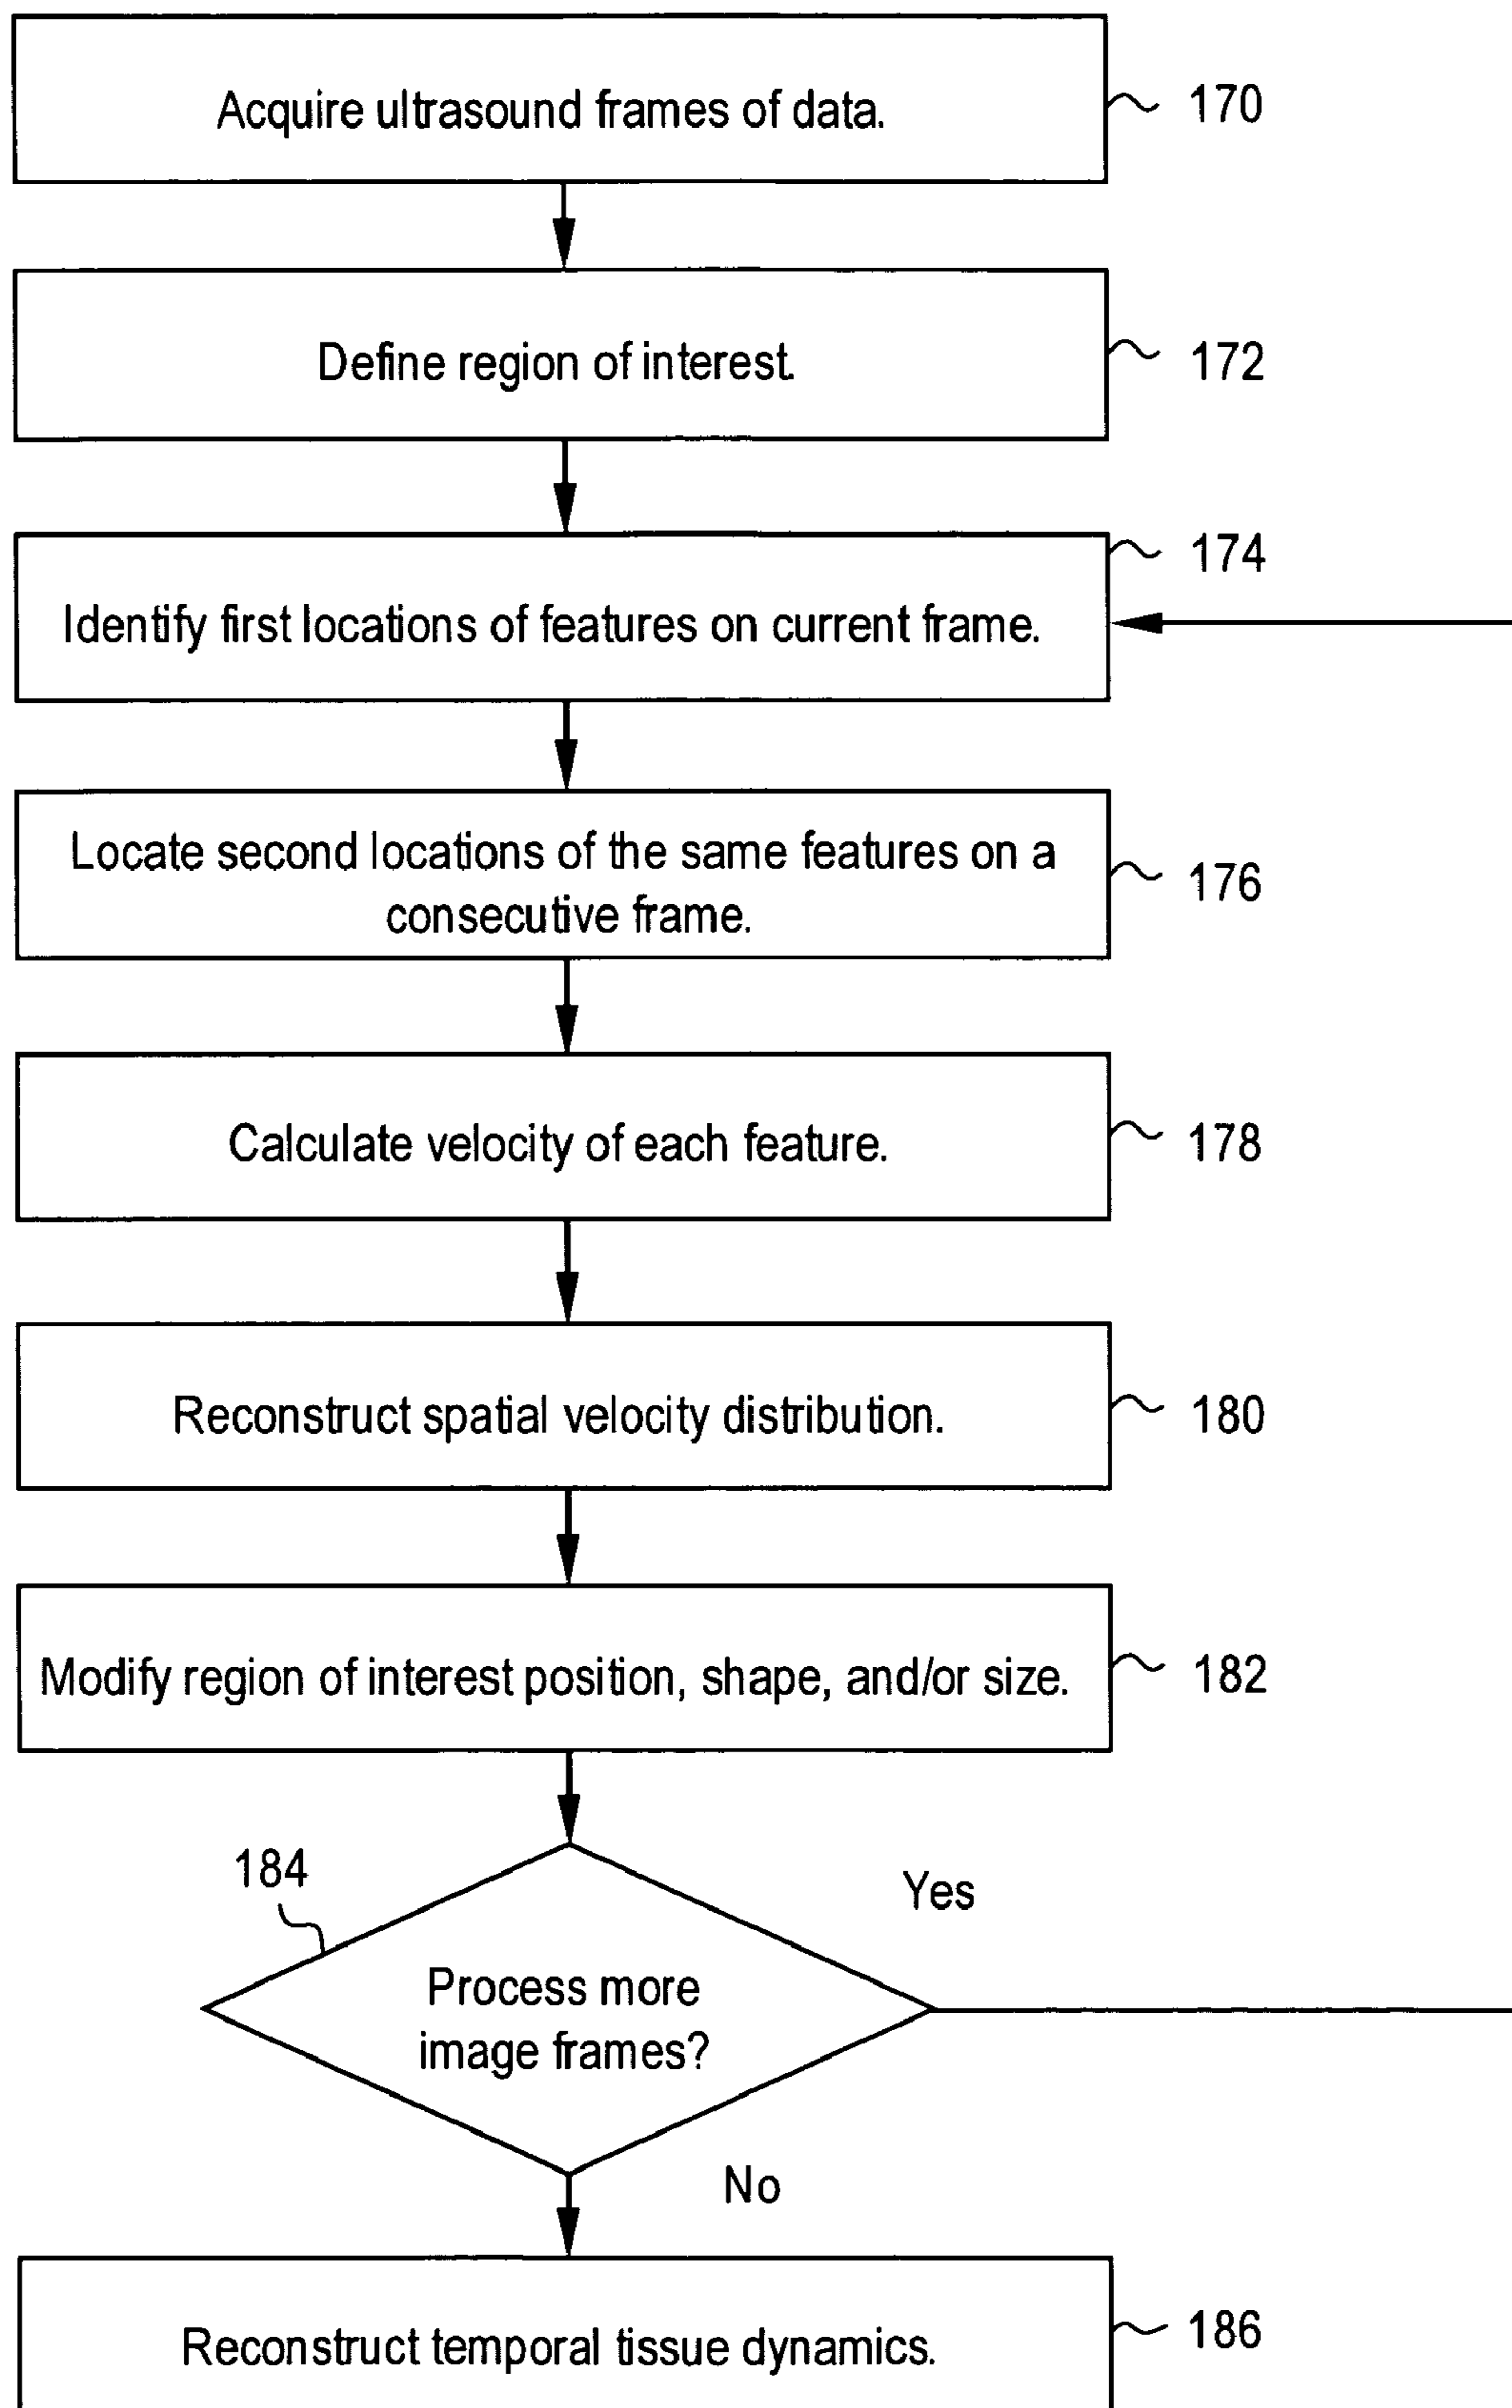 Acquire ultrasound frames of data.
170
Define region of interest.
172
174
Identify first locations of features on current frame.
Locate second locations of the same features on a
consecutive frame.
176
Calculate velocity of each feature.
178
Reconstruct spatial velocity distribution.
180
Modify region of interest position, shape, and/or size.
182
184
Yes
Process more
image frames?
No
Reconstruct temporal tissue dynamics.
186